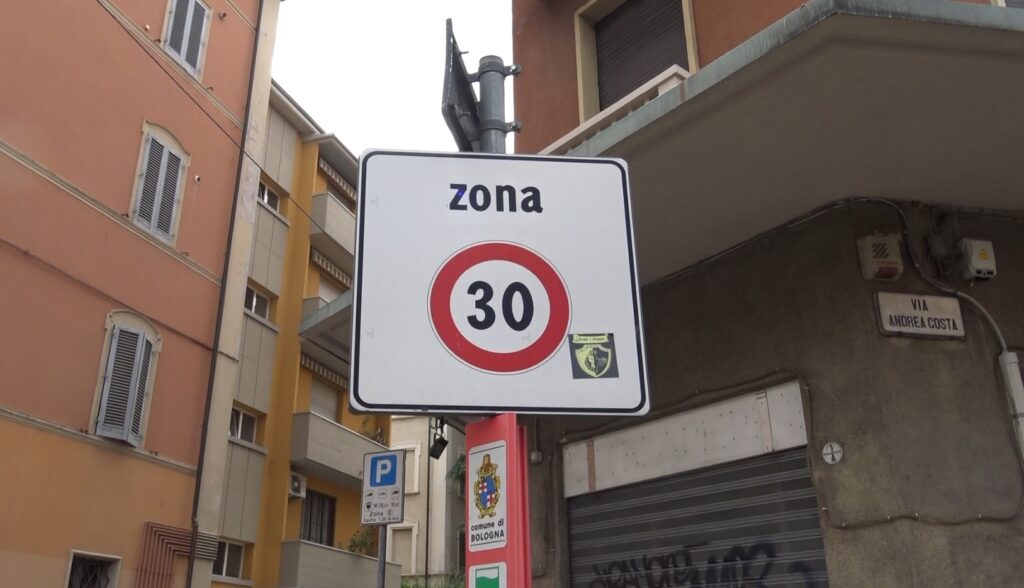 zona
30
VIA
ANDREA COSTA
P
Zona
comune di
BOLOGNA